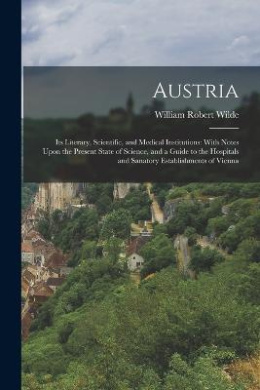 AUSTRIA
William Robert Wilde
Its Literary, Scientific, and Medical Institutions: With Notes
Upon the Present State of Science, and a Guide to the Hospitals
and Sanatory Establishments of Vienna